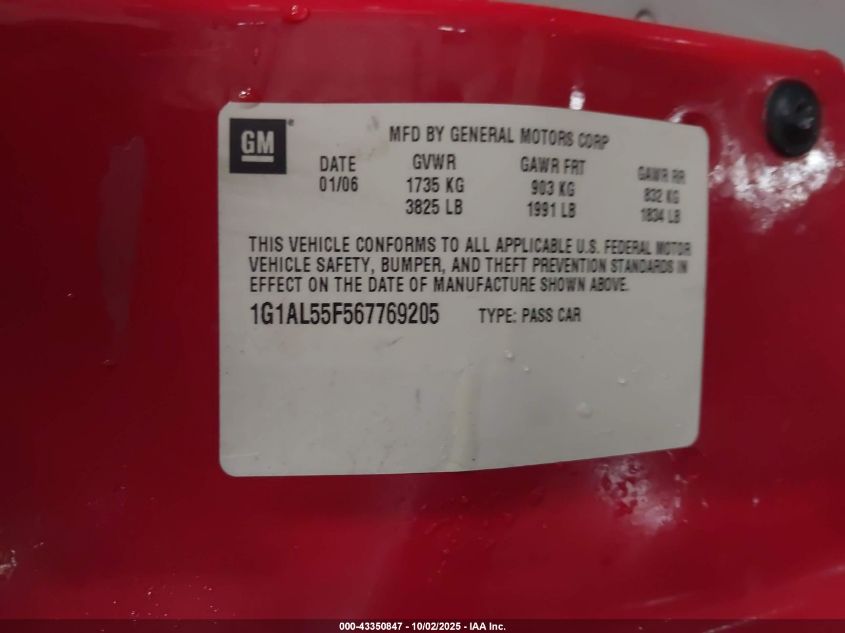 GM
MFD BY GENERAL MOTORS CORP
DATE GVWR GAWR FRT GAWR RR
01/06 1735 KG 903 KG 832 KG
3825 LB 1991 LB 1834 LB
THIS VEHICLE CONFORMS TO ALL APPLICABLE U.S. FEDERAL MOTOR
VEHICLE SAFETY, BUMPER, AND THEFT PREVENTION STANDARDS IN
EFFECT ON THE DATE OF MANUFACTURE SHOWN ABOVE.
1G1AL55F567769205 TYPE: PASS CAR
000-43350847 - 10/02/2025 - IAA Inc.